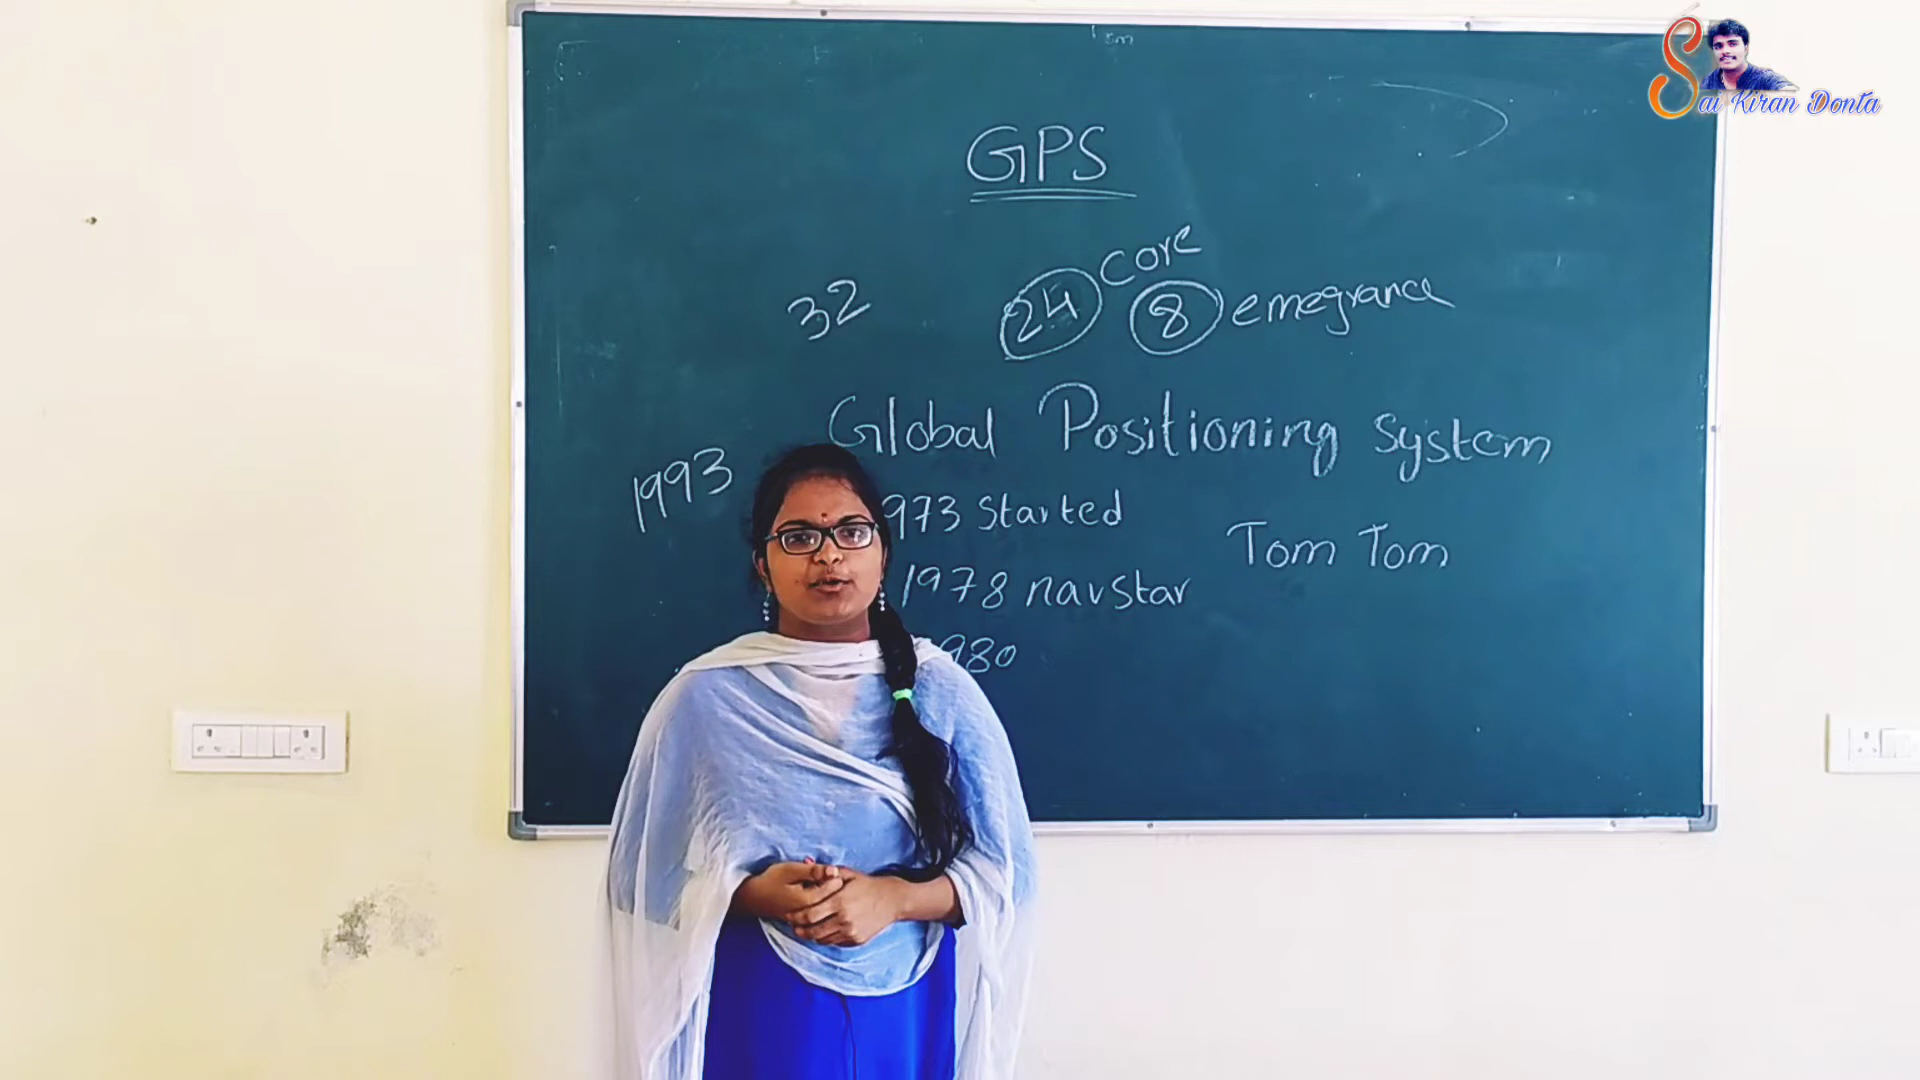 Sai Kiran Donta
GPS
32 24 core 8 emegrance
Global Positioning System
1993
973 Started
Tom Tom
1978 navstar
980